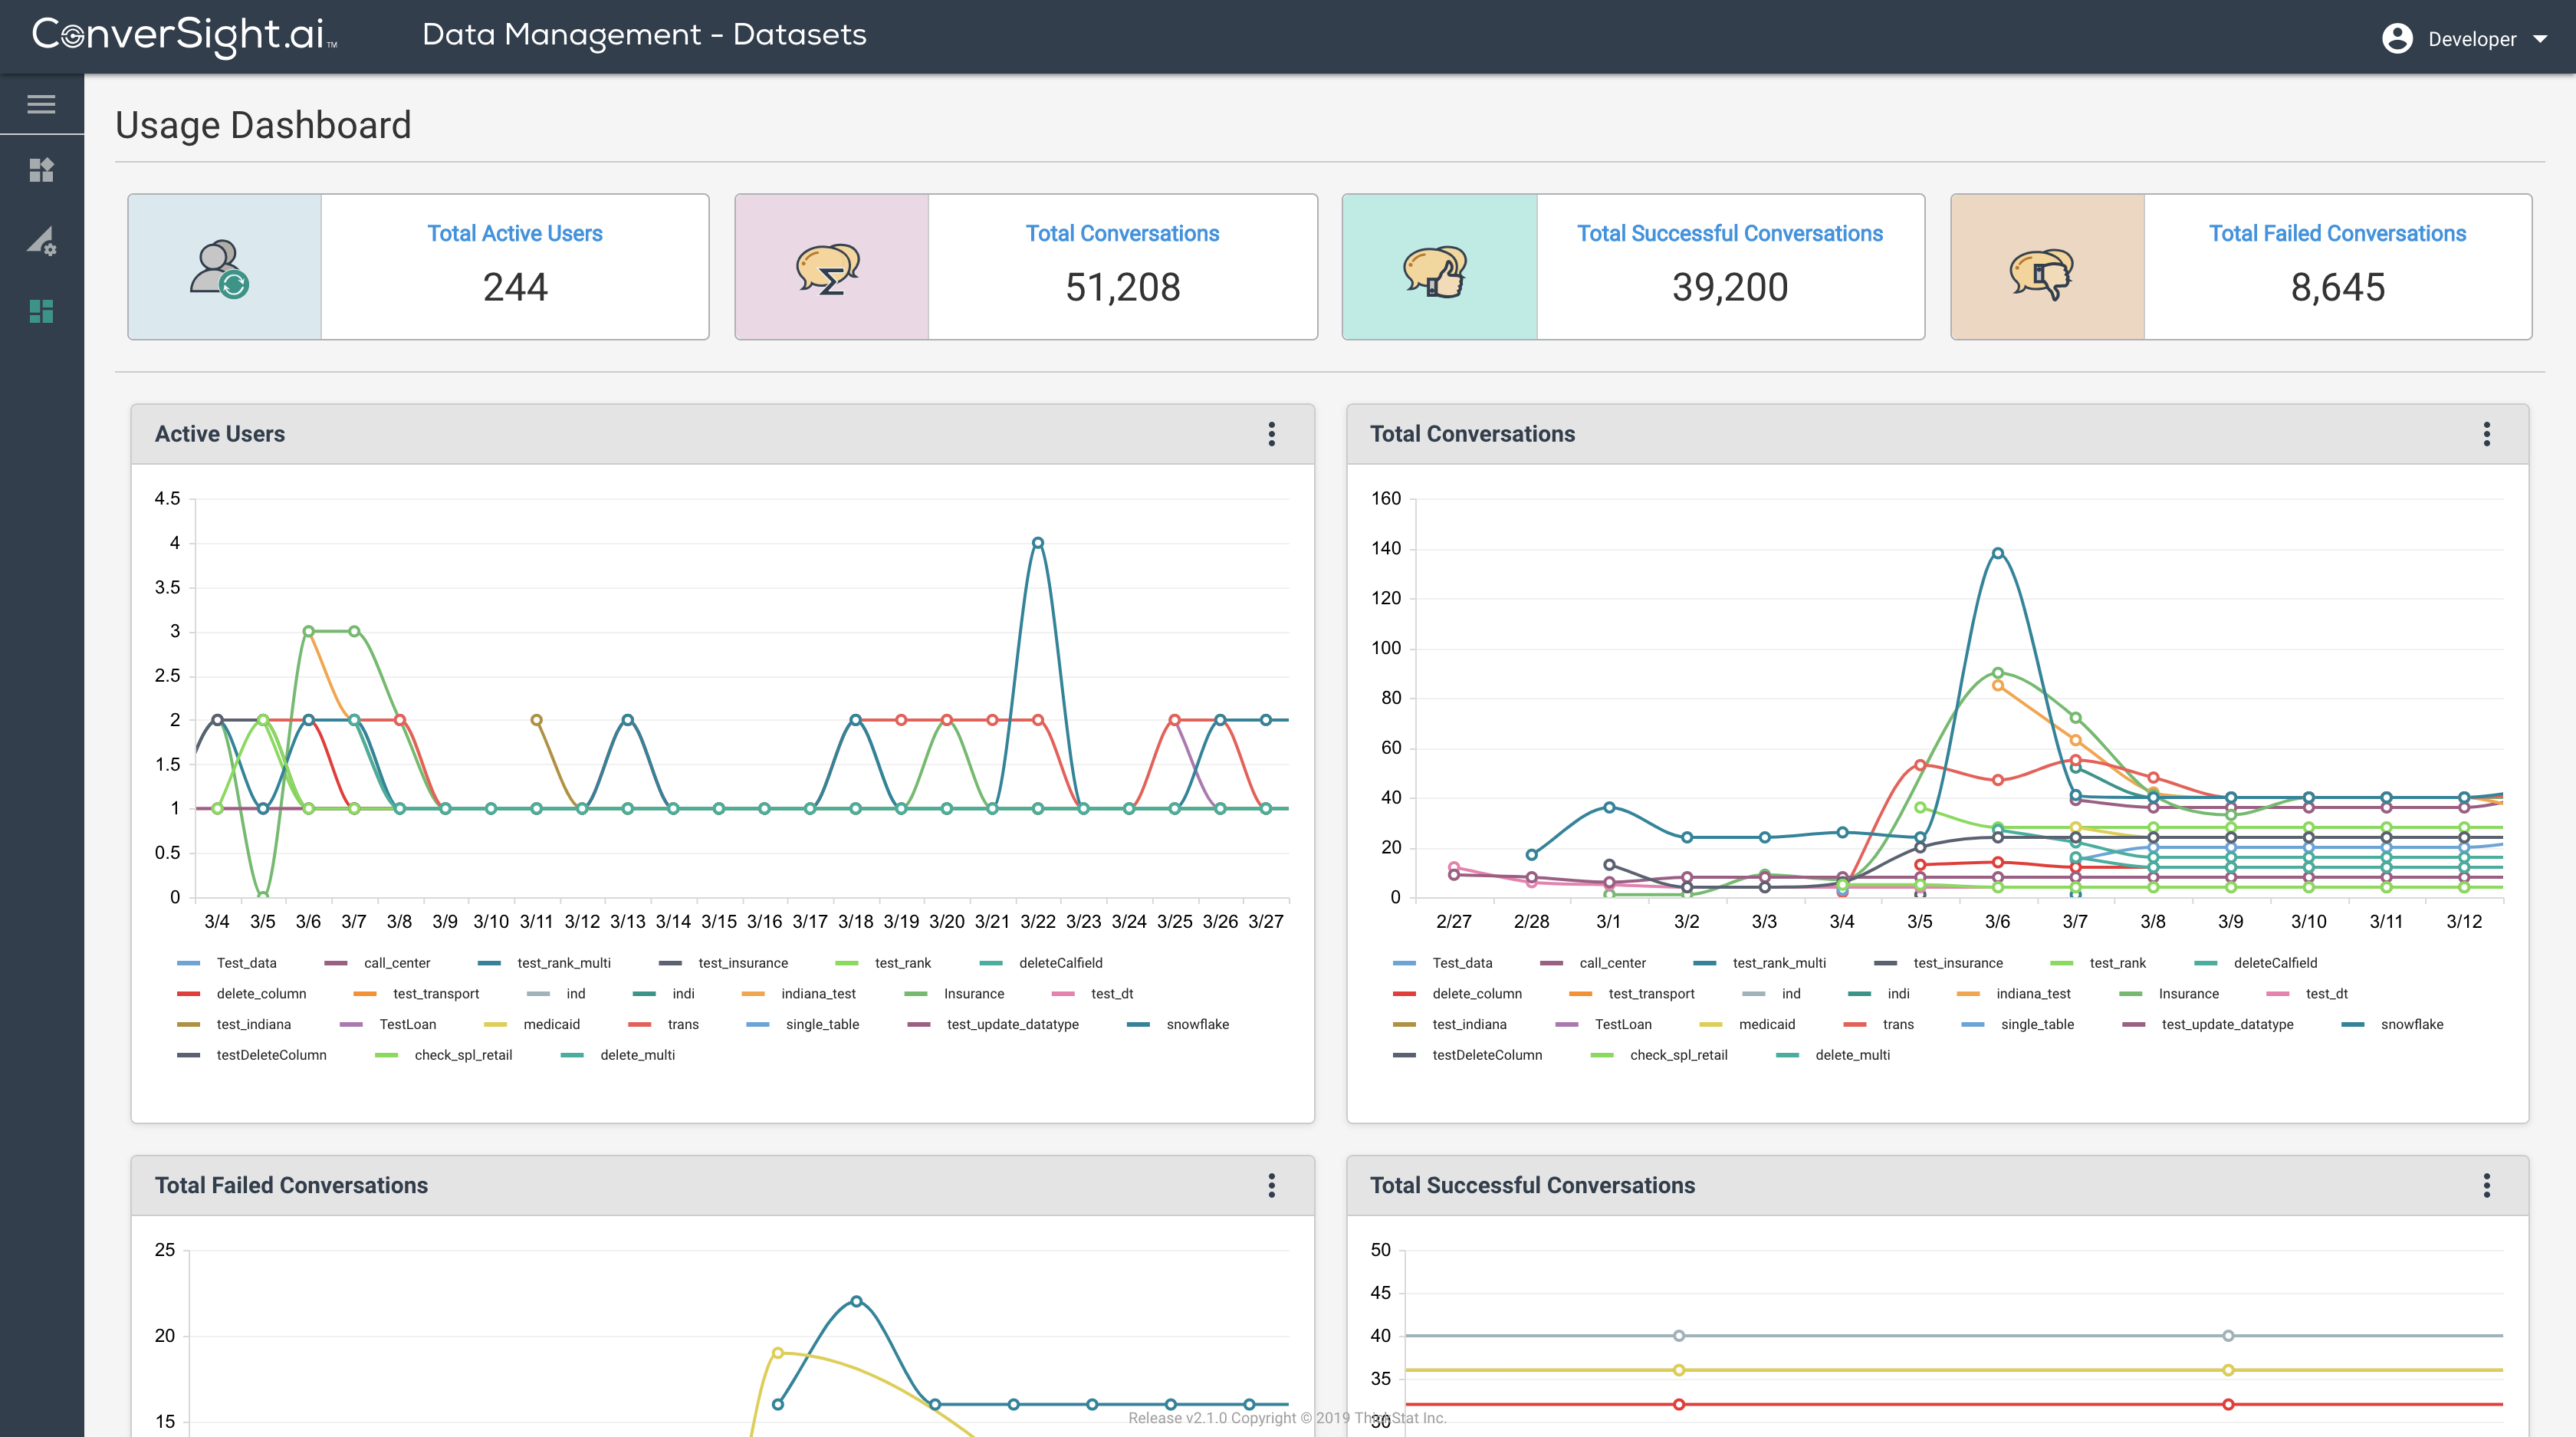 ConverSight.ai™ Data Management - Datasets Developer
Usage Dashboard
Total Active Users
244
Total Conversations
51,208
Total Successful Conversations
39,200
Total Failed Conversations
8,645
Active Users
4.5
4
3.5
3
2.5
2
1.5
1
0.5
0
3/4 3/5 3/6 3/7 3/8 3/9 3/10 3/11 3/12 3/13 3/14 3/15 3/16 3/17 3/18 3/19 3/20 3/21 3/22 3/23 3/24 3/25 3/26 3/27
Test_data call_center test_rank_multi test_insurance test_rank deleteCalfield
delete_column test_transport ind indi indiana_test Insurance test_dt
test_indiana TestLoan medicaid trans single_table test_update_datatype snowflake
testDeleteColumn check_spl_retail delete_multi
Total Conversations
160
140
120
100
80
60
40
20
0
2/27 2/28 3/1 3/2 3/3 3/4 3/5 3/6 3/7 3/8 3/9 3/10 3/11 3/12
Test_data call_center test_rank_multi test_insurance test_rank deleteCalfield
delete_column test_transport ind indi indiana_test Insurance test_dt
test_indiana TestLoan medicaid trans single_table test_update_datatype snowflake
testDeleteColumn check_spl_retail delete_multi
Total Failed Conversations
25
20
15
Total Successful Conversations
50
45
40
35
30
Release v2.1.0 Copyright © 2019 ThickStat Inc.